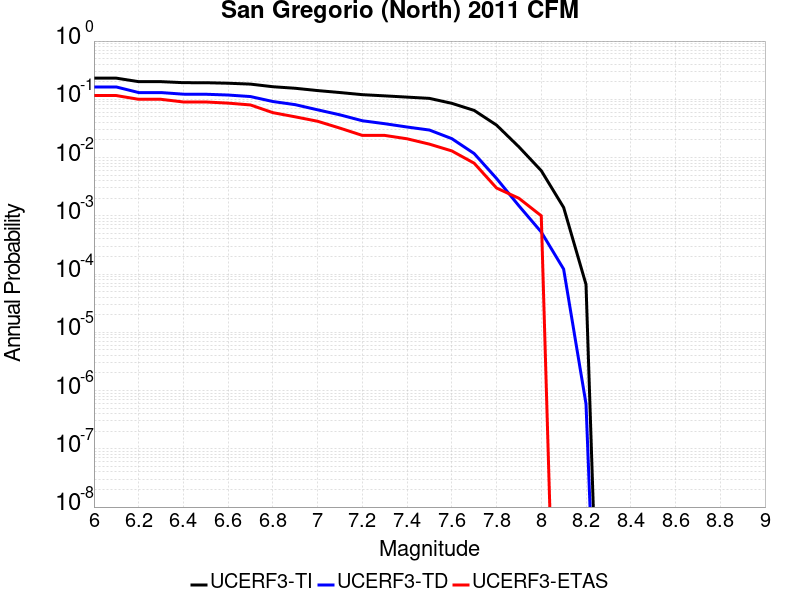 San Gregorio (North) 2011 CFM
10^0
10^-1
10^-2
10^-3
10^-4
10^-5
10^-6
10^-7
10^-8
Annual Probability
6 6.2 6.4 6.6 6.8 7 7.2 7.4 7.6 7.8 8 8.2 8.4 8.6 8.8 9
Magnitude
UCERF3-TI UCERF3-TD UCERF3-ETAS